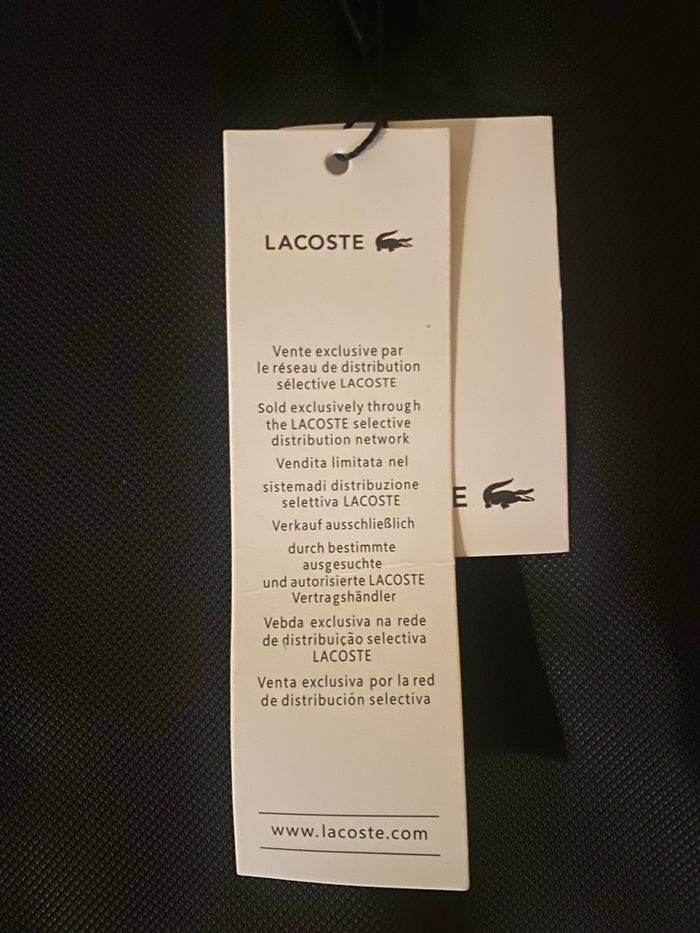 LACOSTE
Vente exclusive par
le réseau de distribution
sélective LACOSTE
Sold exclusively through
the LACOSTE selective
distribution network
Vendita limitata nel
sistemadi distribuzione
selettiva LACOSTE
Verkauf ausschließlich
durch bestimmte
ausgesuchte
und autorisierte LACOSTE
Vertragshändler
Vebda exclusiva na rede
de distribuição selectiva
LACOSTE
Venta exclusiva por la red
de distribución selectiva
www.lacoste.com
E